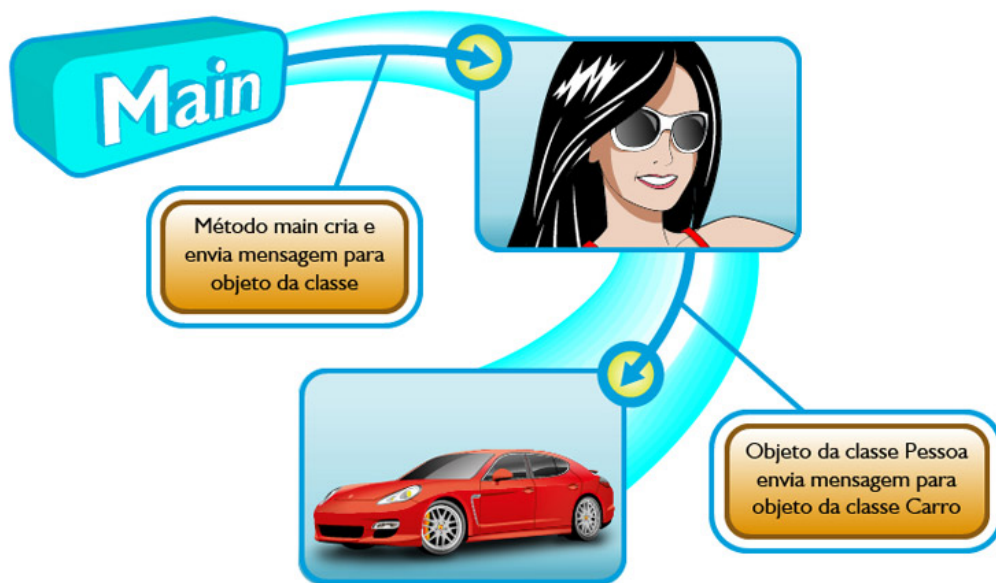 Main
Método main cria e
envia mensagem para
objeto da classe
Objeto da classe Pessoa
envia mensagem para
objeto da classe Carro